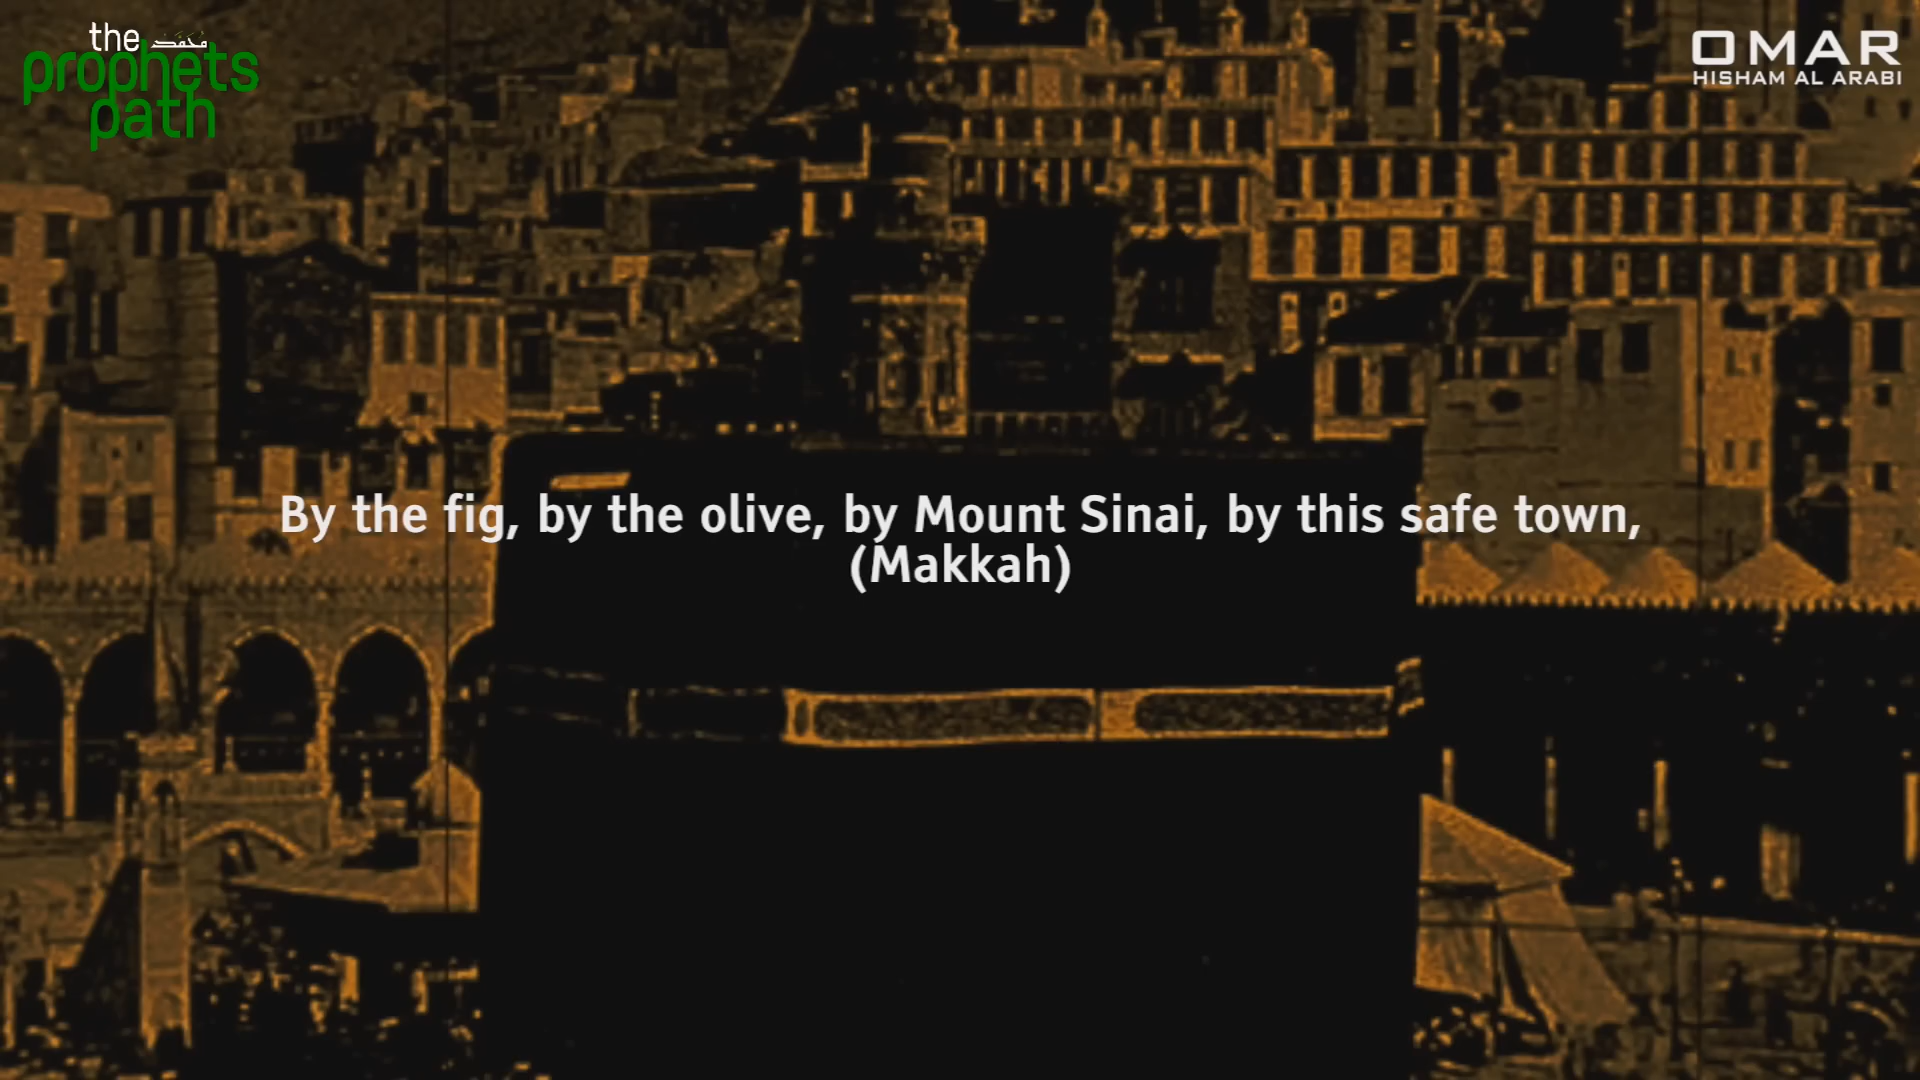 the محمد
prophets
path
OMAR
HISHAM AL ARABI
By the fig, by the olive, by Mount Sinai, by this safe town,
(Makkah)